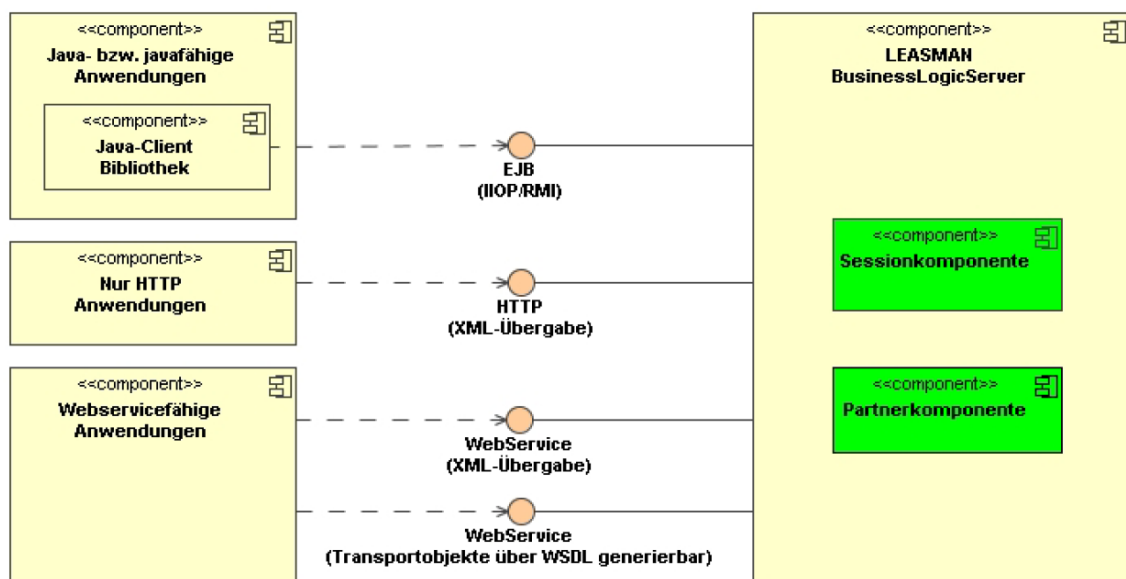 <<component>>
Java- bzw. javafähige
Anwendungen
<<component>>
Java-Client
Bibliothek
<<component>>
Nur HTTP
Anwendungen
<<component>>
Webservicefähige
Anwendungen
EJB
(IIOP/RMI)
HTTP
(XML-Übergabe)
WebService
(XML-Übergabe)
WebService
(Transportobjekte über WSDL generierbar)
<<component>>
LEASMAN
BusinessLogicServer
<<component>>
Sessionkomponente
<<component>>
Partnerkomponente